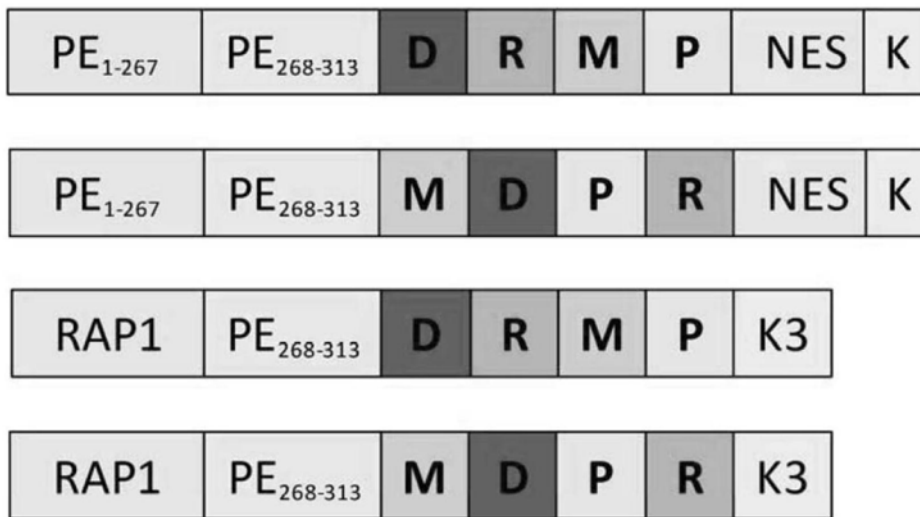 PE1-267 PE268-313 D R M P NES K
PE1-267 PE268-313 M D P R NES K
RAP1 PE268-313 D R M P K3
RAP1 PE268-313 M D P R K3